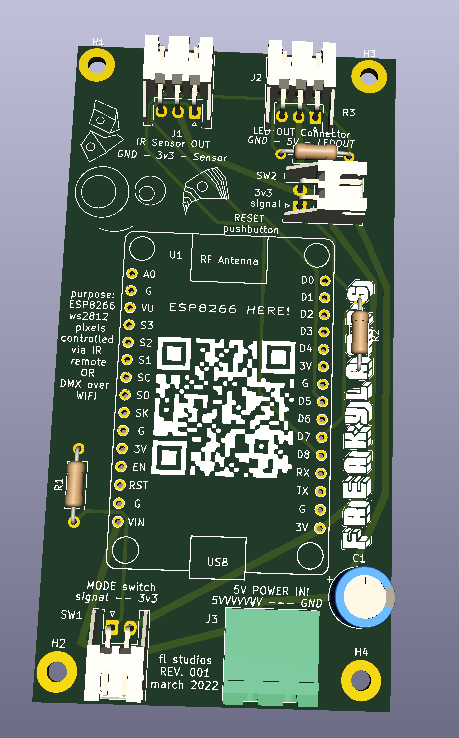 H1
H3
J2
R3
J1
IR Sensor OUT
GND - 3v3 - Sensor
LED OUT Connector
GND - 5V - LEDOUT
SW2
3v3
signal
RESET
pushbutton
U1
RF Antenna
ESP8266 HERE!
purpose:
ESP8266
ws2812
pixels
controlled
via IR
remote
OR
DMX over
WIFI
A0
G
VU
S3
S2
S1
SC
SO
SK
G
3V
EN
RST
G
VIN
D0
D1
D2
D3
D4
3V
G
D5
D6
D7
D8
RX
TX
G
3V
R2
R1
USB
C1
+
MODE switch
signal --- 3v3
SW1
5V POWER IN!
--- GND
J3
H2
H4
fl studios
REV. 001
march 2022